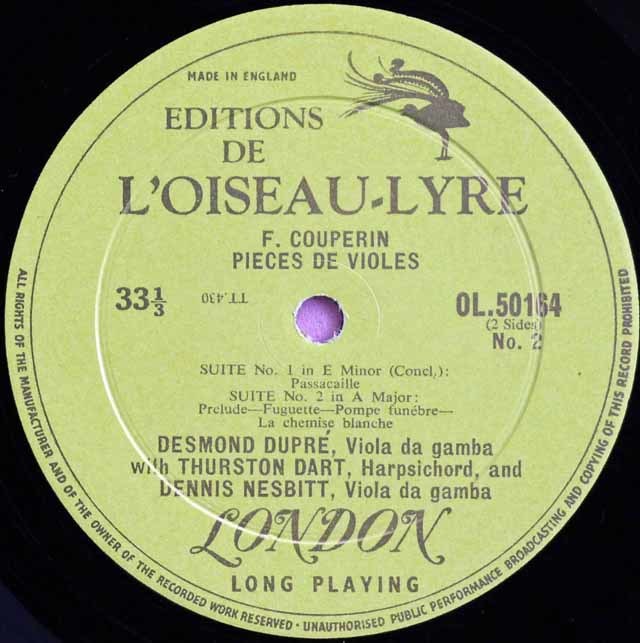 MADE IN ENGLAND
EDITIONS
DE
L'OISEAU-LYRE
F. COUPERIN
PIECES DE VIOLES
33⅓
TT.430
OL.50164
(2 Sides)
No. 2
SUITE No. 1 in E Minor (Concl,):
Passacaille
SUITE No. 2 in A Major:
Prelude—Fuguette—Pompe funébre—
La chemise blanche
DESMOND DUPRÉ, Viola da gamba
with THURSTON DART, Harpsichord, and
DENNIS NESBITT, Viola da gamba
LONDON
LONG PLAYING
ALL RIGHTS OF THE MANUFACTURER AND OF THE OWNER OF THE RECORDED WORK RESERVED · UNAUTHORISED PUBLIC PERFORMANCE BROADCASTING AND COPYING OF THIS RECORD PROHIBITED